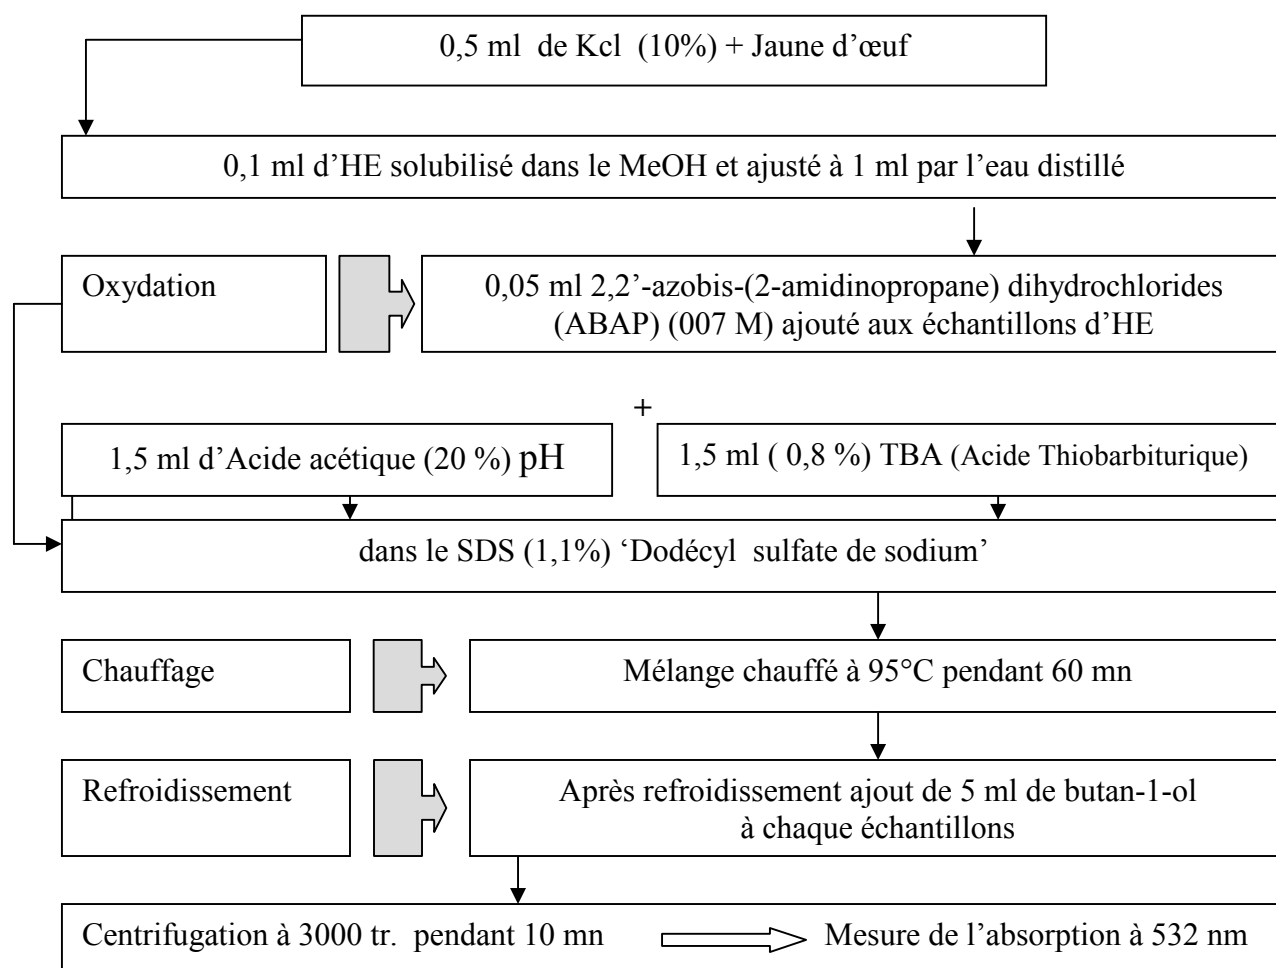 0,5 ml de Kcl (10%) + Jaune d’œuf
0,1 ml d’HE solubilisé dans le MeOH et ajusté à 1 ml par l’eau distillé
Oxydation
0,05 ml 2,2’-azobis-(2-amidinopropane) dihydrochlorides
(ABAP) (007 M) ajouté aux échantillons d’HE
+
1,5 ml d’Acide acétique (20 %) pH
1,5 ml ( 0,8 %) TBA (Acide Thiobarbiturique)
dans le SDS (1,1%) ‘Dodécyl sulfate de sodium’
Chauffage
Mélange chauffé à 95°C pendant 60 mn
Refroidissement
Après refroidissement ajout de 5 ml de butan-1-ol
à chaque échantillons
Centrifugation à 3000 tr. pendant 10 mn
Mesure de l’absorption à 532 nm